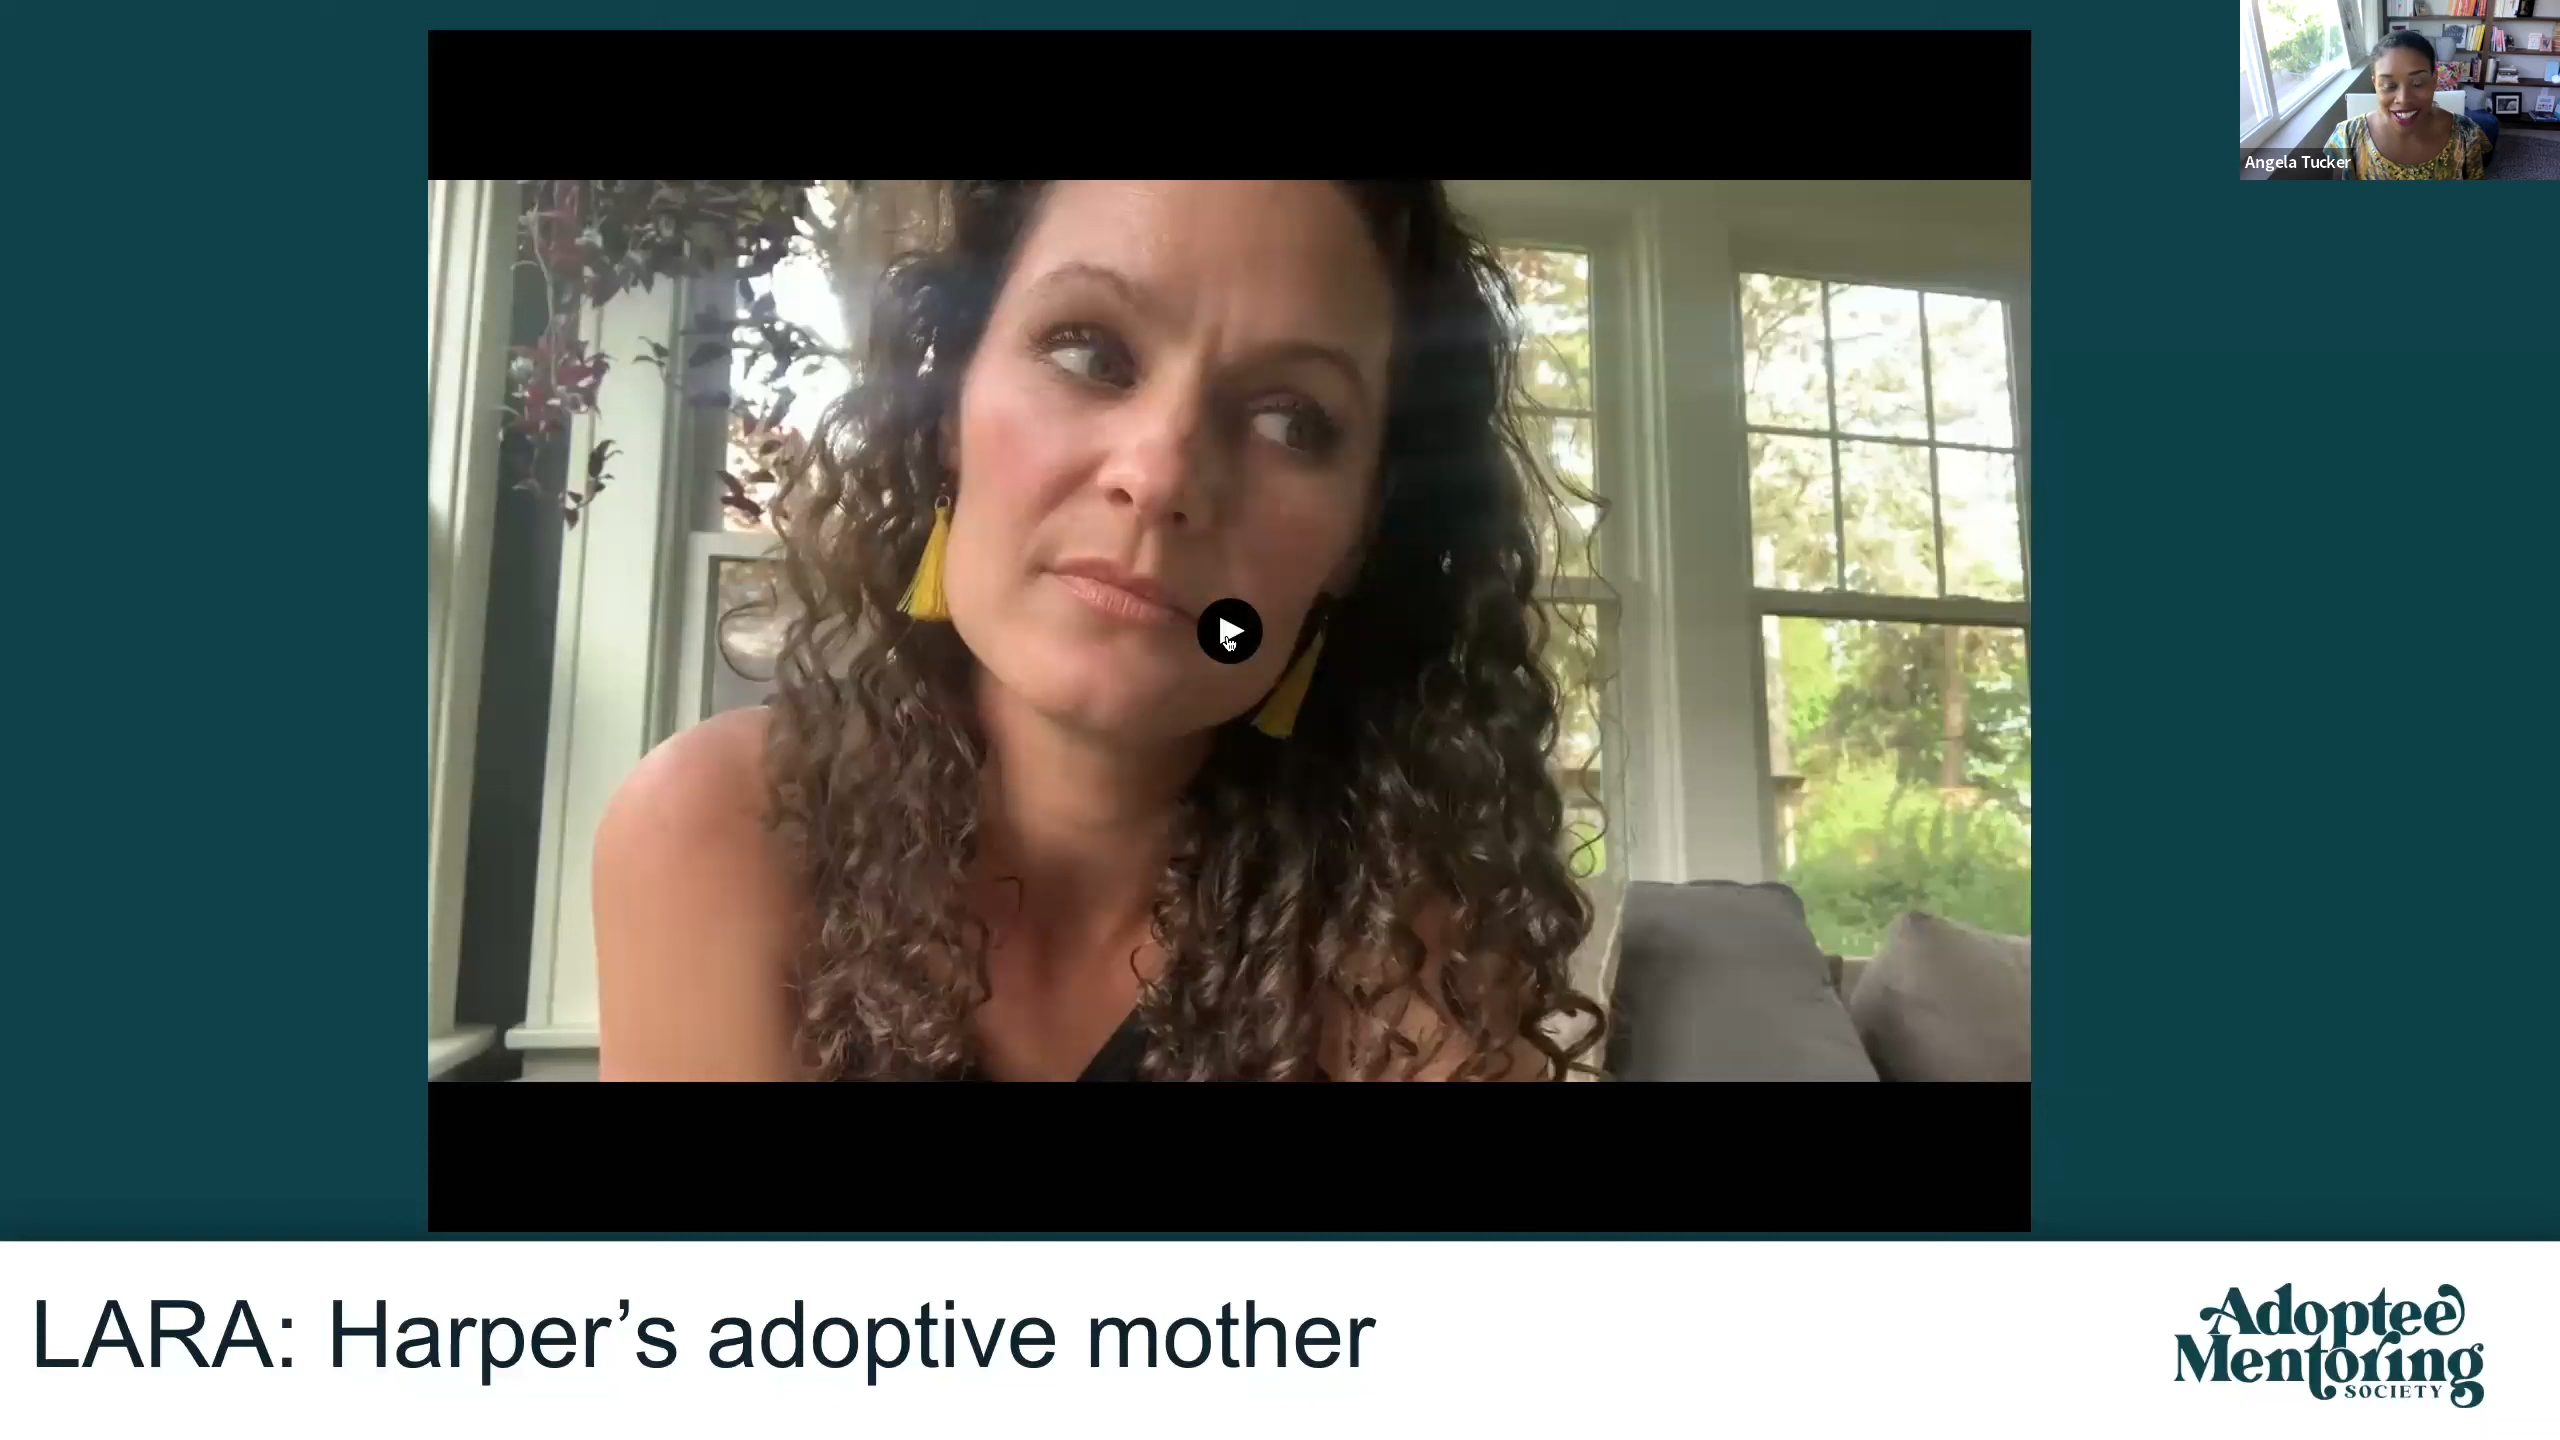 Angela Tucker
LARA: Harper’s adoptive mother
Adoptee
Mentoring
SOCIETY